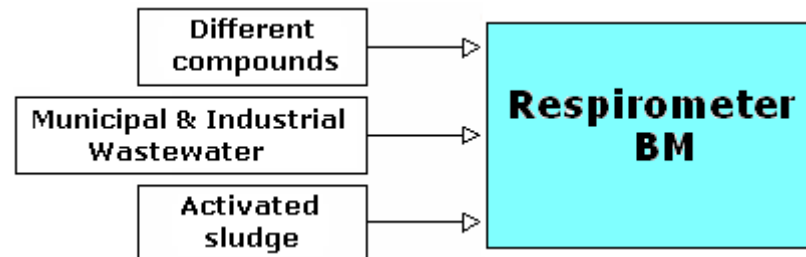 Different
compounds
Municipal & Industrial
Wastewater
Activated
sludge
Respirometer
BM